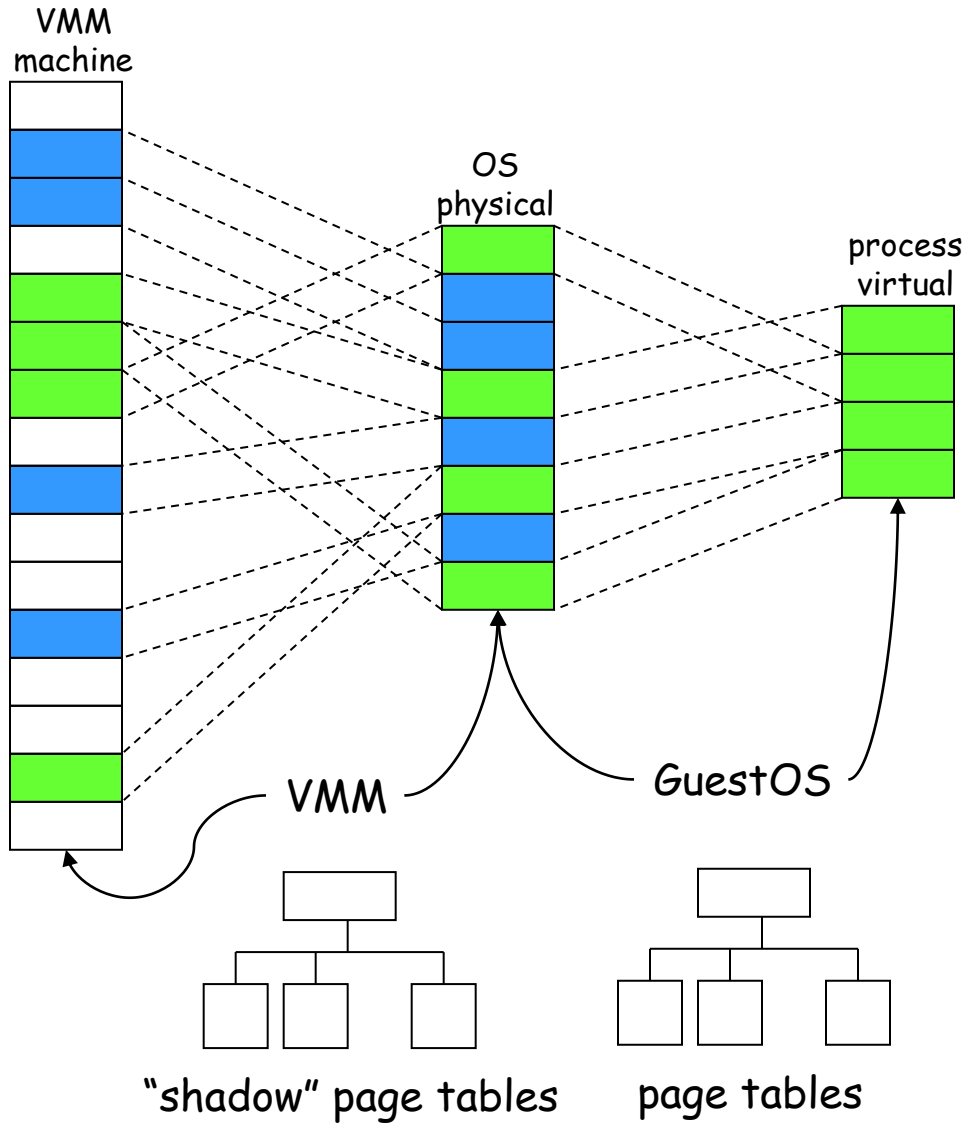 VMM
machine
OS
physical
process
virtual
VMM
GuestOS
“shadow” page tables
page tables